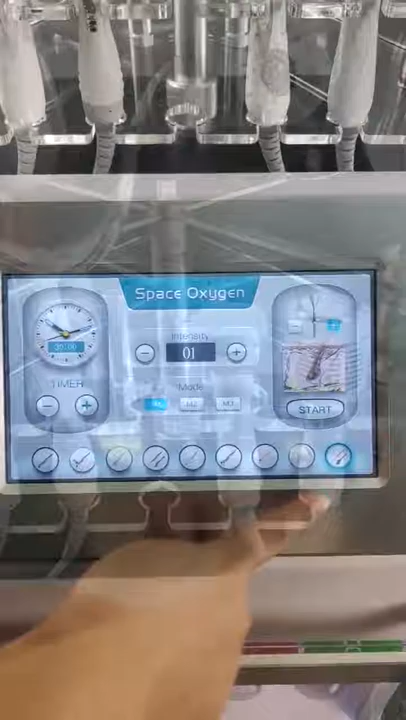 Space Oxygen
Intensity
01
TIMER
Mode
M2
M3
START